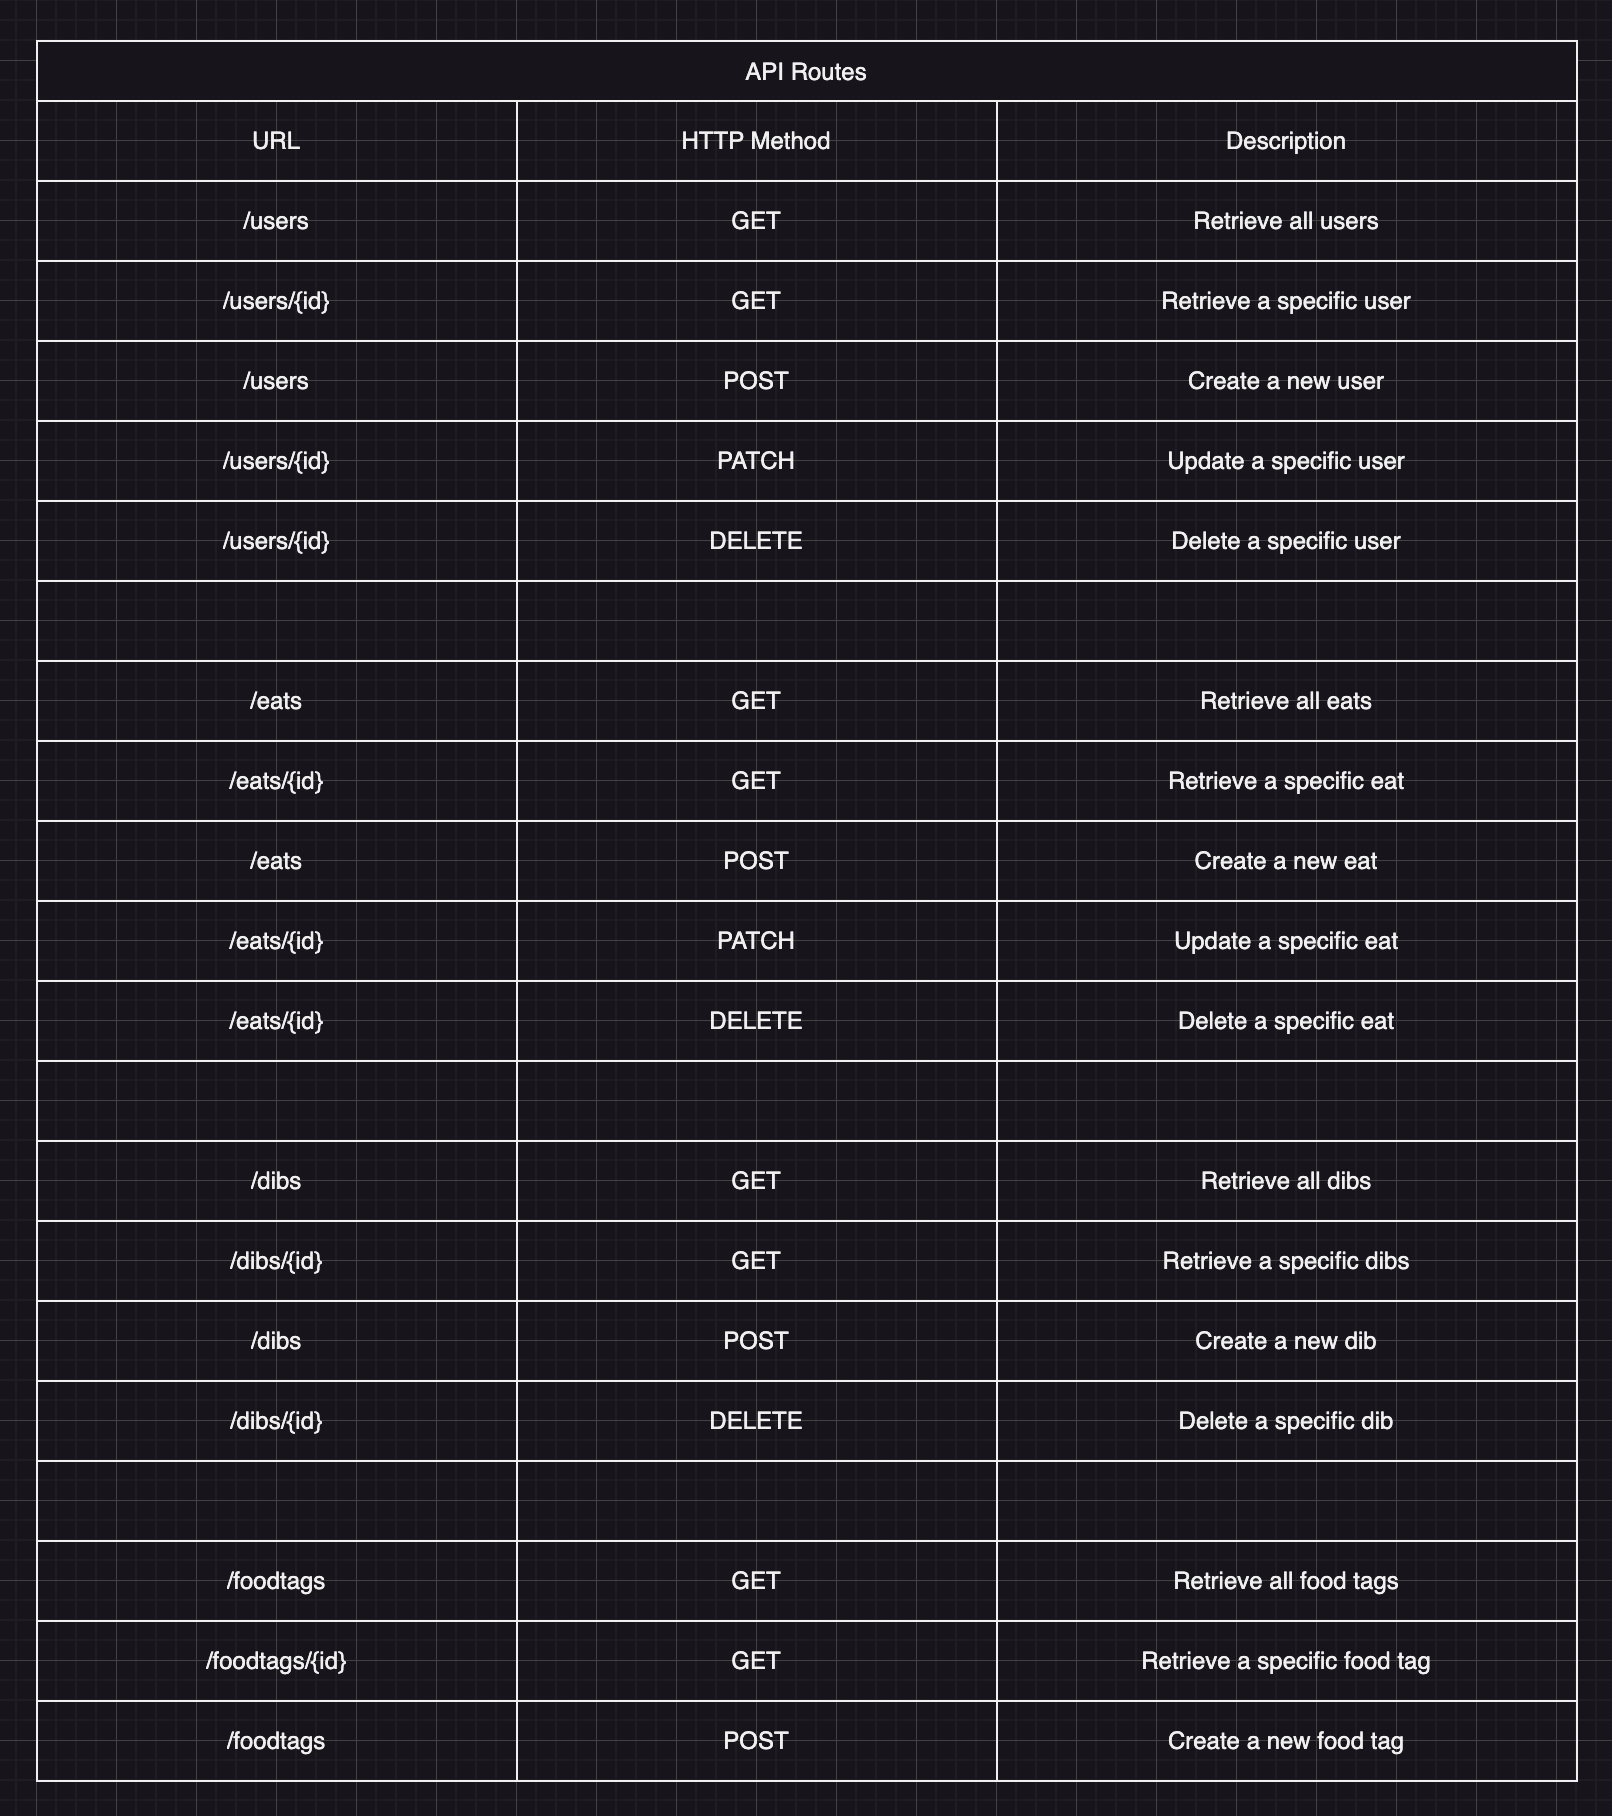 API Routes
URL HTTP Method Description
/users GET Retrieve all users
/users/{id} GET Retrieve a specific user
/users POST Create a new user
/users/{id} PATCH Update a specific user
/users/{id} DELETE Delete a specific user
/eats GET Retrieve all eats
/eats/{id} GET Retrieve a specific eat
/eats POST Create a new eat
/eats/{id} PATCH Update a specific eat
/eats/{id} DELETE Delete a specific eat
/dibs GET Retrieve all dibs
/dibs/{id} GET Retrieve a specific dibs
/dibs POST Create a new dib
/dibs/{id} DELETE Delete a specific dib
/foodtags GET Retrieve all food tags
/foodtags/{id} GET Retrieve a specific food tag
/foodtags POST Create a new food tag